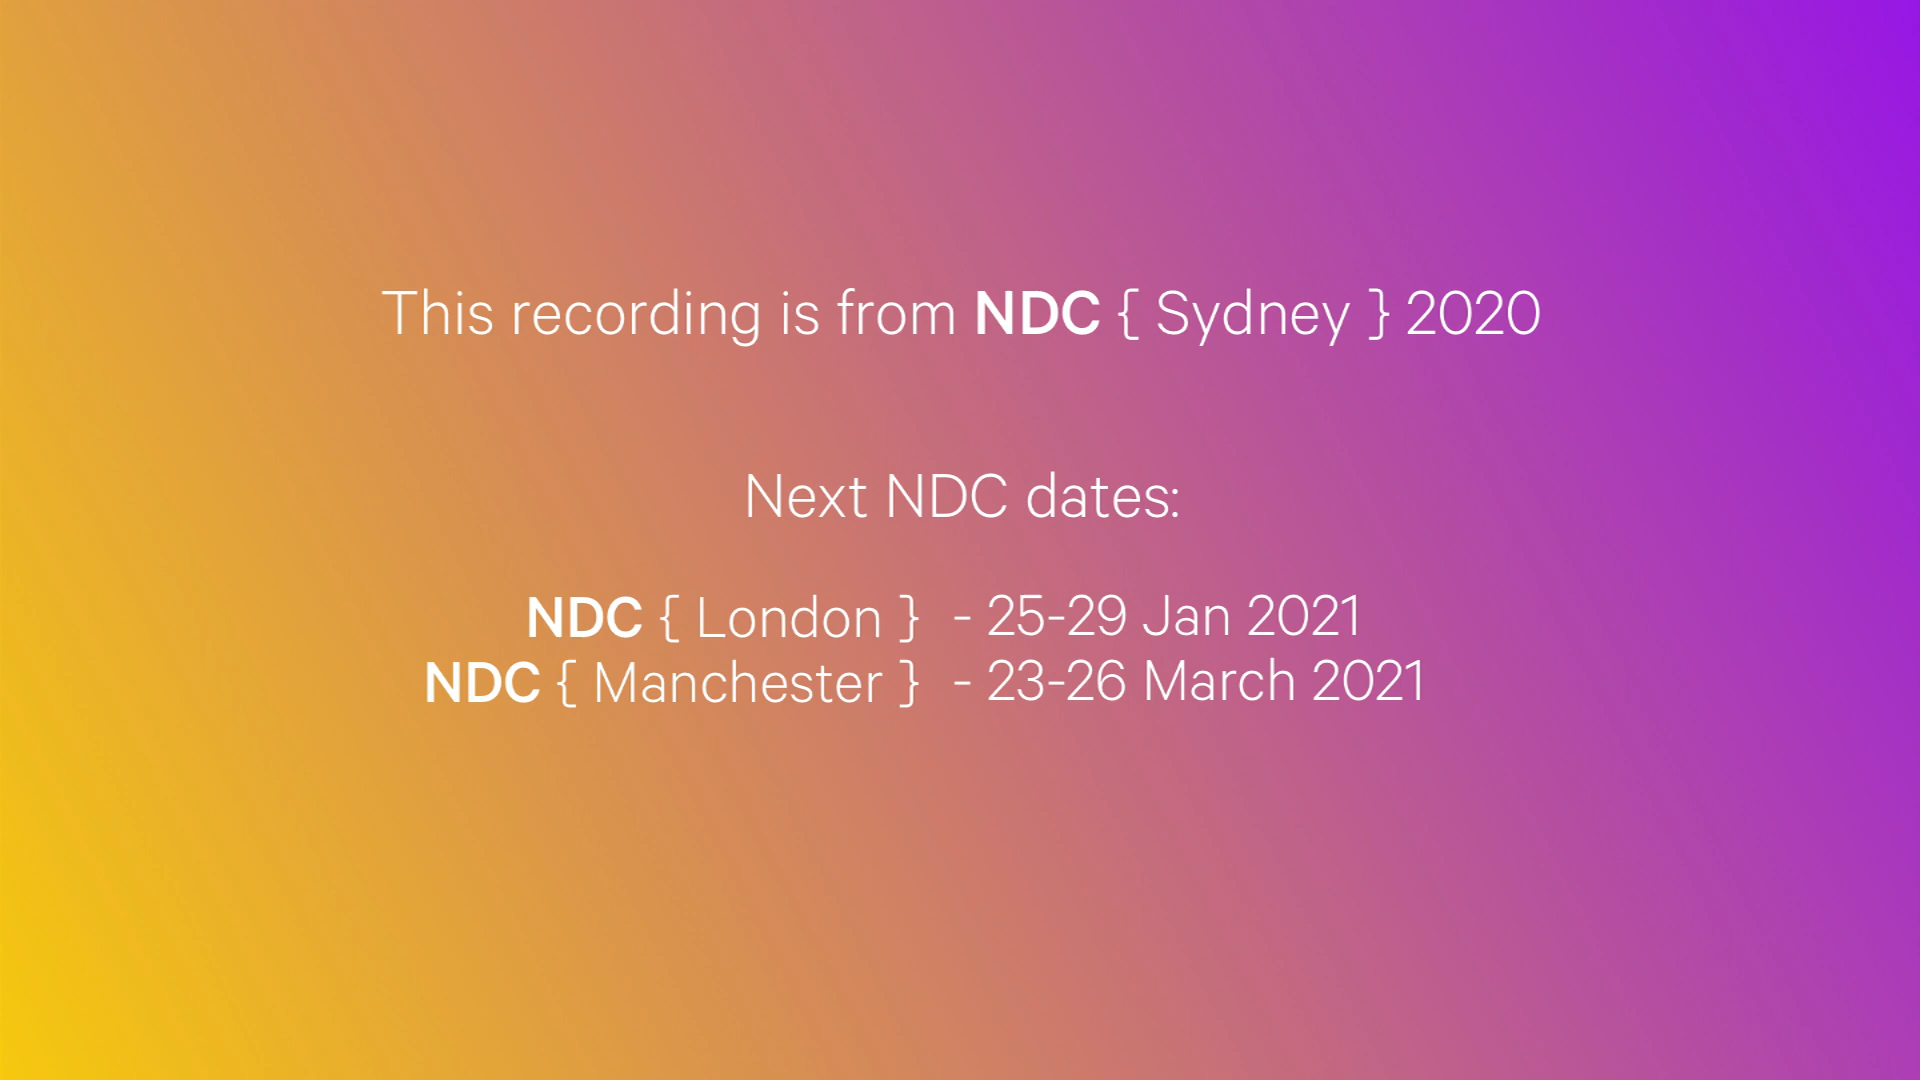 This recording is from NDC { Sydney } 2020
Next NDC dates:
NDC { London } - 25-29 Jan 2021
NDC { Manchester } - 23-26 March 2021